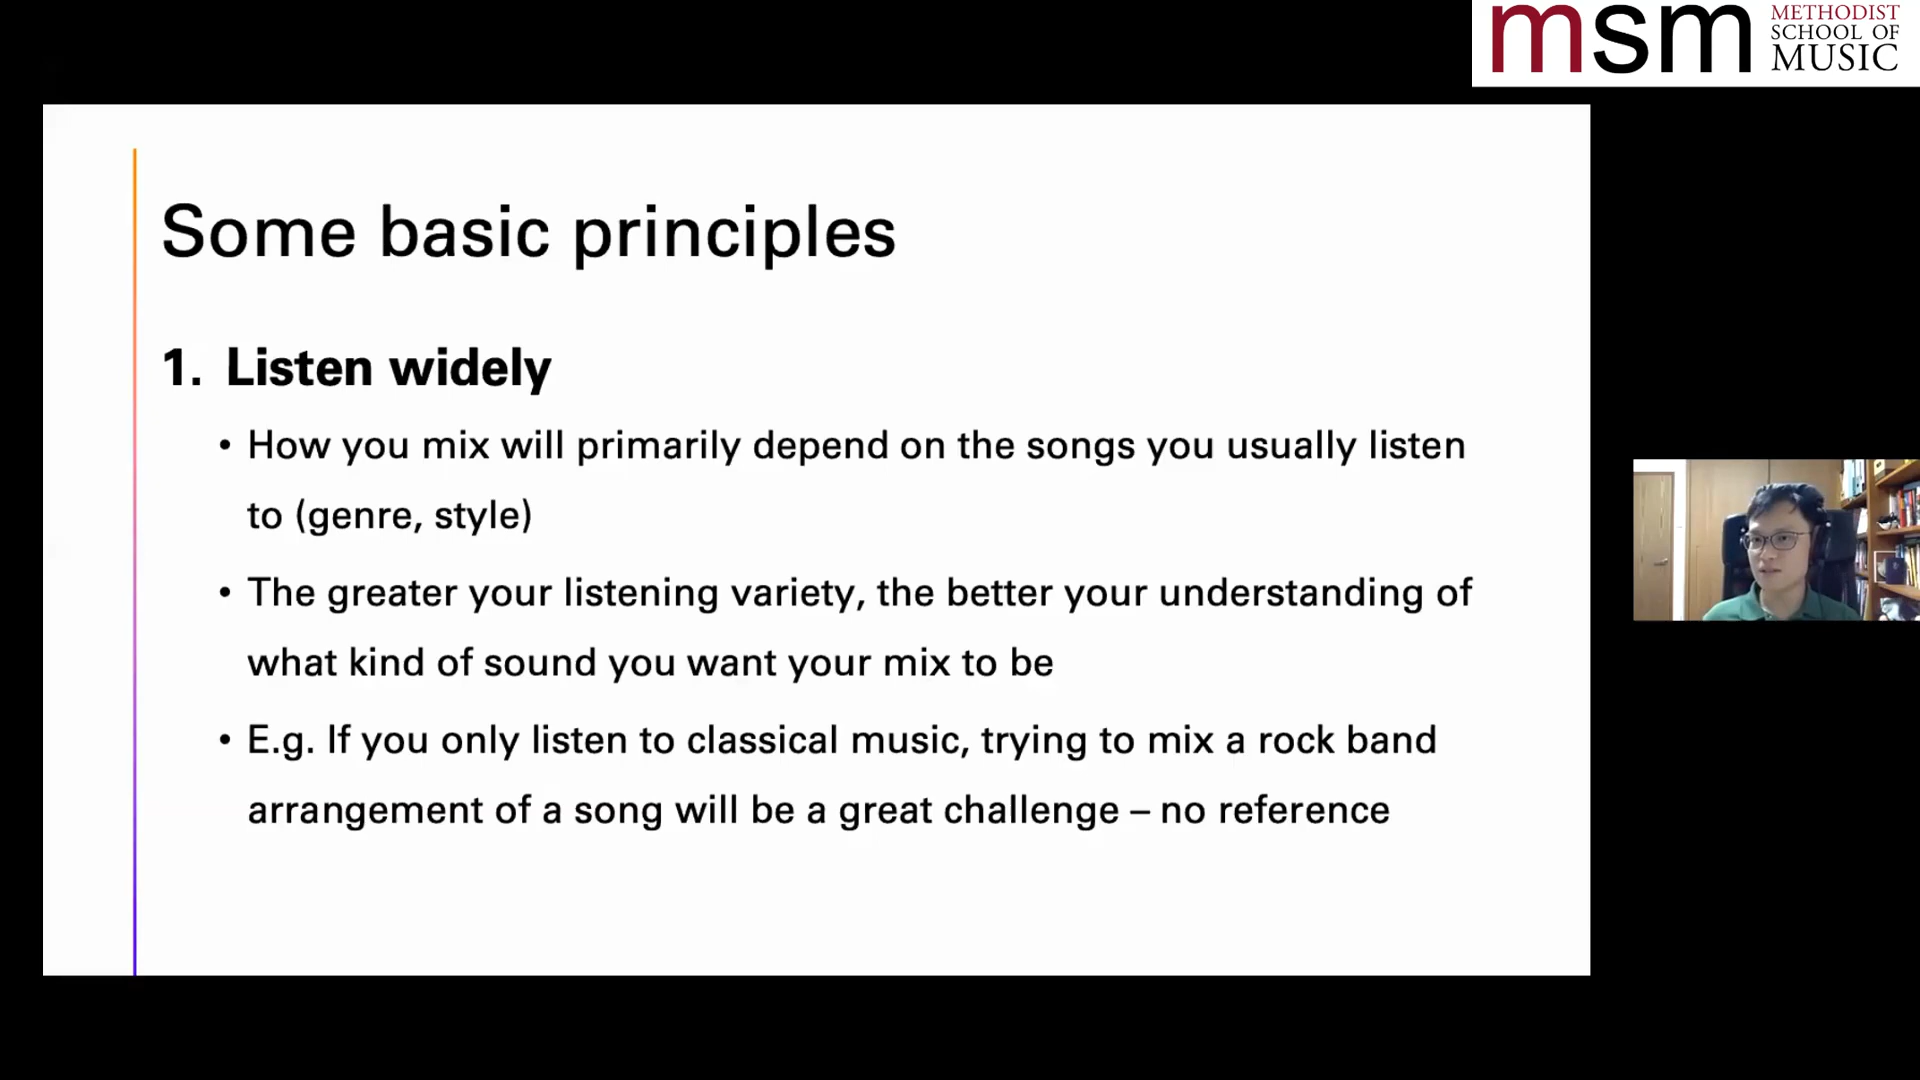 msm METHODIST
SCHOOL OF
MUSIC
Some basic principles
1. Listen widely
• How you mix will primarily depend on the songs you usually listen
to (genre, style)
• The greater your listening variety, the better your understanding of
what kind of sound you want your mix to be
• E.g. If you only listen to classical music, trying to mix a rock band
arrangement of a song will be a great challenge – no reference